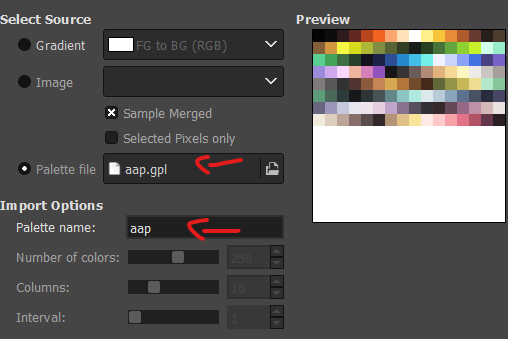 Select Source
Preview
Gradient
FG to BG (RGB)
Image
Sample Merged
Selected Pixels only
Palette file
aap.gpl
Import Options
Palette name:
aap
Number of colors:
256
Columns:
16
Interval:
1